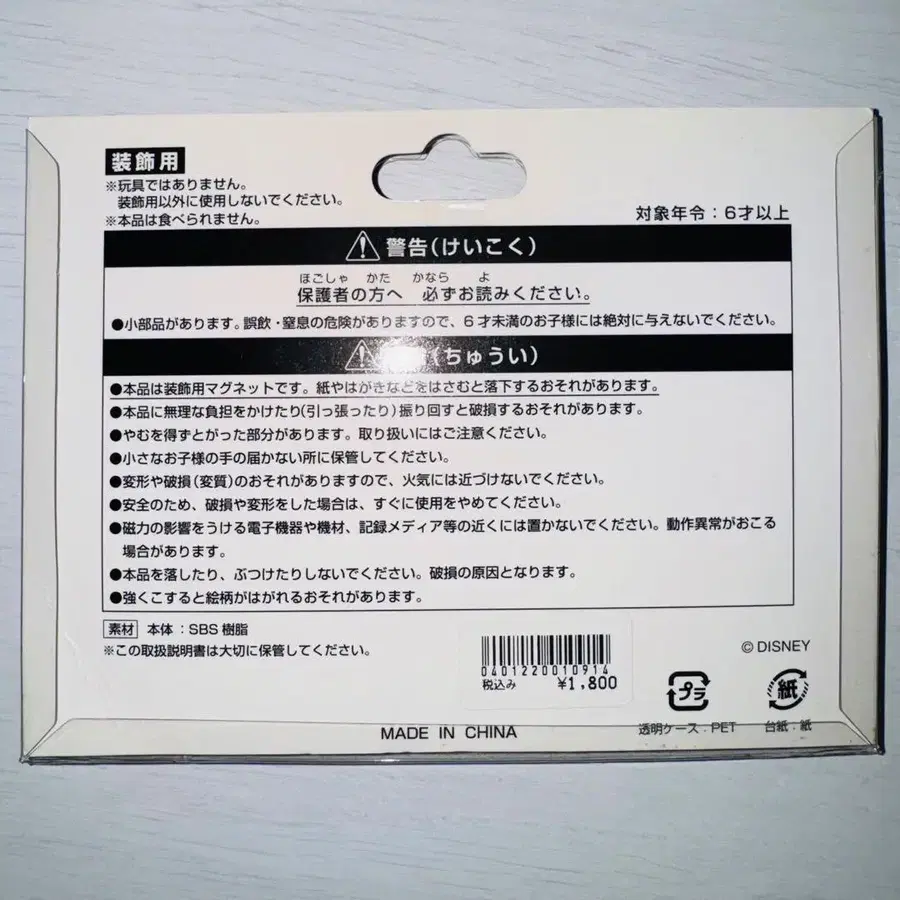 装飾用
※玩具ではありません。
装飾用以外に使用しないでください。
※本品は食べられません。
対象年令：6才以上
警告(けいこく)
ほごしゃ かた かなら よ
保護者の方へ 必ずお読みください。
●小部品があります。誤飲・窒息の危険がありますので、6才未満のお子様には絶対に与えないでください。
(ちゅうい)
●本品は装飾用マグネットです。紙やはがきなどをはさむと落下するおそれがあります。
●本品に無理な負担をかけたり(引っ張ったり)振り回すと破損するおそれがあります。
●やむを得ずとがった部分があります。取り扱いにはご注意ください。
●小さなお子様の手の届かない所に保管してください。
●変形や破損(変質)のおそれがありますので、火気には近づけないでください。
●安全のため、破損や変形をした場合は、すぐに使用をやめてください。
●磁力の影響をうける電子機器や機材、記録メディア等の近くには置かないでください。動作異常がおこる
場合があります。
●本品を落したり、ぶつけたりしないでください。破損の原因となります。
●強くこすると絵柄がはがれるおそれがあります。
素材 本体：SBS樹脂
※この取扱説明書は大切に保管してください。
0401220010914
税込み ¥1,800
© DISNEY
プラ
紙
透明ケース：PET
台紙：紙
MADE IN CHINA